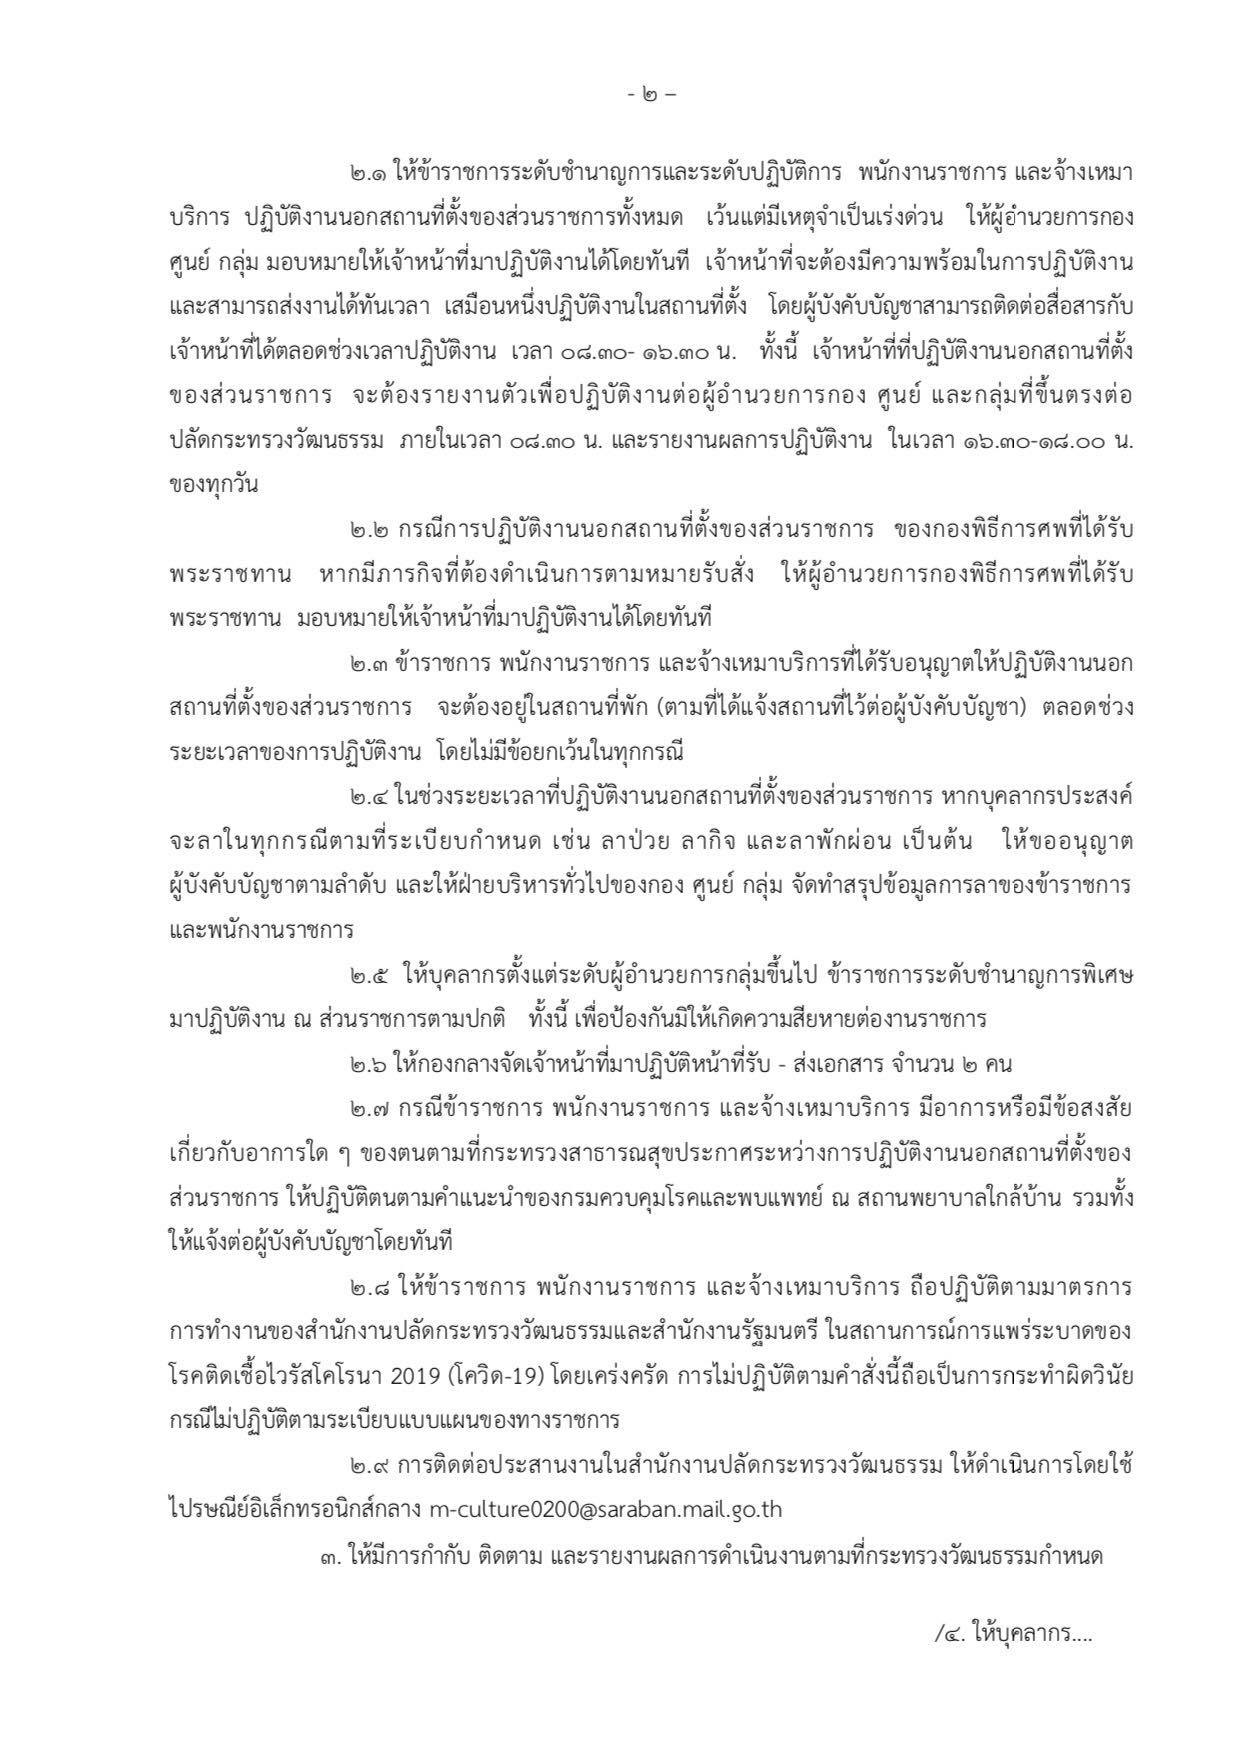 - ๒ –
๒.๑ ให้ข้าราชการระดับชำนาญการและระดับปฏิบัติการ พนักงานราชการ และจ้างเหมา
บริการ ปฏิบัติงานนอกสถานที่ตั้งของส่วนราชการทั้งหมด เว้นแต่มีเหตุจำเป็นเร่งด่วน ให้ผู้อำนวยการกอง
ศูนย์ กลุ่ม มอบหมายให้เจ้าหน้าที่มาปฏิบัติงานได้โดยทันที เจ้าหน้าที่จะต้องมีความพร้อมในการปฏิบัติงาน
และสามารถส่งงานได้ทันเวลา เสมือนหนึ่งปฏิบัติงานในสถานที่ตั้ง โดยผู้บังคับบัญชาสามารถติดต่อสื่อสารกับ
เจ้าหน้าที่ได้ตลอดช่วงเวลาปฏิบัติงาน เวลา ๐๘.๓๐- ๑๖.๓๐ น. ทั้งนี้ เจ้าหน้าที่ที่ปฏิบัติงานนอกสถานที่ตั้ง
ของส่วนราชการ จะต้องรายงานตัวเพื่อปฏิบัติงานต่อผู้อำนวยการกอง ศูนย์ และกลุ่มที่ขึ้นตรงต่อ
ปลัดกระทรวงวัฒนธรรม ภายในเวลา ๐๘.๓๐ น. และรายงานผลการปฏิบัติงาน ในเวลา ๑๖.๓๐-๑๘.๐๐ น.
ของทุกวัน
๒.๒ กรณีการปฏิบัติงานนอกสถานที่ตั้งของส่วนราชการ ของกองพิธีการศพที่ได้รับ
พระราชทาน หากมีภารกิจที่ต้องดำเนินการตามหมายรับสั่ง ให้ผู้อำนวยการกองพิธีการศพที่ได้รับ
พระราชทาน มอบหมายให้เจ้าหน้าที่มาปฏิบัติงานได้โดยทันที
๒.๓ ข้าราชการ พนักงานราชการ และจ้างเหมาบริการที่ได้รับอนุญาตให้ปฏิบัติงานนอก
สถานที่ตั้งของส่วนราชการ จะต้องอยู่ในสถานที่พัก (ตามที่ได้แจ้งสถานที่ไว้ต่อผู้บังคับบัญชา) ตลอดช่วง
ระยะเวลาของการปฏิบัติงาน โดยไม่มีข้อยกเว้นในทุกกรณี
๒.๔ ในช่วงระยะเวลาที่ปฏิบัติงานนอกสถานที่ตั้งของส่วนราชการ หากบุคลากรประสงค์
จะลาในทุกกรณีตามที่ระเบียบกำหนด เช่น ลาป่วย ลากิจ และลาพักผ่อน เป็นต้น ให้ขออนุญาต
ผู้บังคับบัญชาตามลำดับ และให้ฝ่ายบริหารทั่วไปของกอง ศูนย์ กลุ่ม จัดทำสรุปข้อมูลการลาของข้าราชการ
และพนักงานราชการ
๒.๕ ให้บุคลากรตั้งแต่ระดับผู้อำนวยการกลุ่มขึ้นไป ข้าราชการระดับชำนาญการพิเศษ
มาปฏิบัติงาน ณ ส่วนราชการตามปกติ ทั้งนี้ เพื่อป้องกันมิให้เกิดความสียหายต่องานราชการ
๒.๖ ให้กองกลางจัดเจ้าหน้าที่มาปฏิบัติหน้าที่รับ - ส่งเอกสาร จำนวน ๒ คน
๒.๗ กรณีข้าราชการ พนักงานราชการ และจ้างเหมาบริการ มีอาการหรือมีข้อสงสัย
เกี่ยวกับอาการใด ๆ ของตนตามที่กระทรวงสาธารณสุขประกาศระหว่างการปฏิบัติงานนอกสถานที่ตั้งของ
ส่วนราชการ ให้ปฏิบัติตนตามคำแนะนำของกรมควบคุมโรคและพบแพทย์ ณ สถานพยาบาลใกล้บ้าน รวมทั้ง
ให้แจ้งต่อผู้บังคับบัญชาโดยทันที
๒.๘ ให้ข้าราชการ พนักงานราชการ และจ้างเหมาบริการ ถือปฏิบัติตามมาตรการ
การทำงานของสำนักงานปลัดกระทรวงวัฒนธรรมและสำนักงานรัฐมนตรี ในสถานการณ์การแพร่ระบาดของ
โรคติดเชื้อไวรัสโคโรนา 2019 (โควิด-19) โดยเคร่งครัด การไม่ปฏิบัติตามคำสั่งนี้ถือเป็นการกระทำผิดวินัย
กรณีไม่ปฏิบัติตามระเบียบแบบแผนของทางราชการ
๒.๙ การติดต่อประสานงานในสำนักงานปลัดกระทรวงวัฒนธรรม ให้ดำเนินการโดยใช้
ไปรษณีย์อิเล็กทรอนิกส์กลาง m-culture0200@saraban.mail.go.th
๓. ให้มีการกำกับ ติดตาม และรายงานผลการดำเนินงานตามที่กระทรวงวัฒนธรรมกำหนด
/๔. ให้บุคลากร....